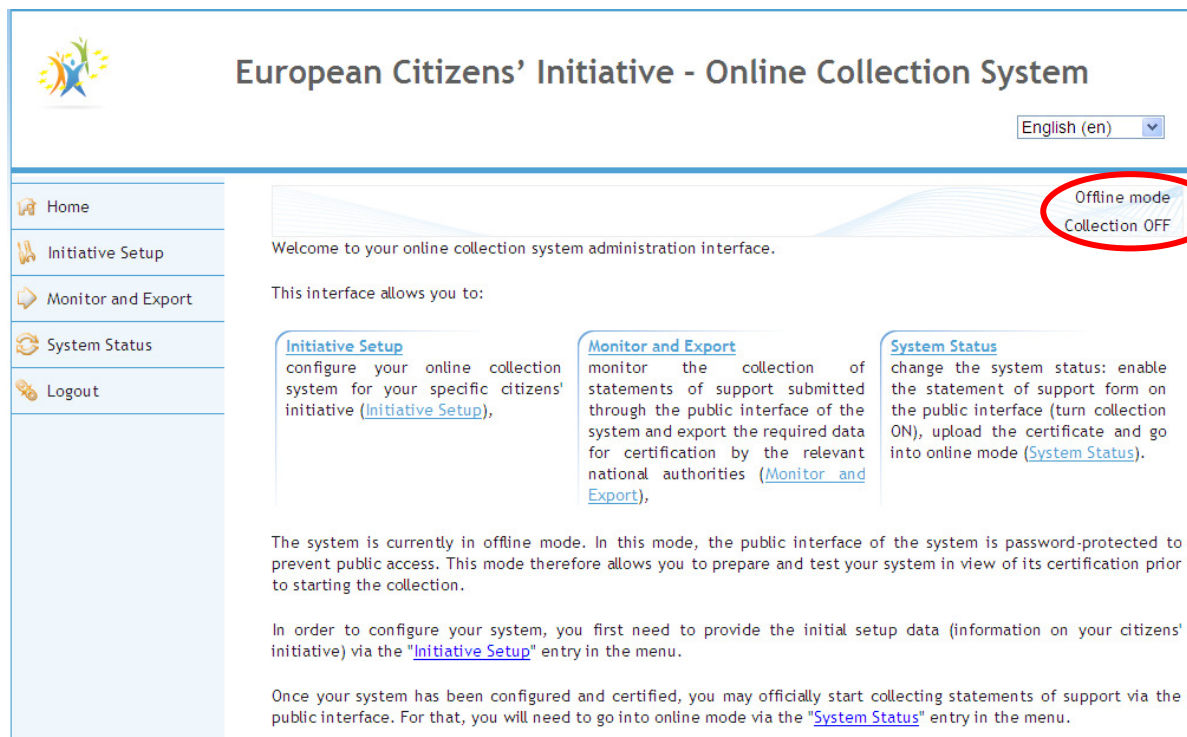 European Citizens’ Initiative - Online Collection System
English (en)
Home
Initiative Setup
Monitor and Export
System Status
Logout
Offline mode
Collection OFF
Welcome to your online collection system administration interface.
This interface allows you to:
Initiative Setup
configure your online collection
system for your specific citizens'
initiative (Initiative Setup),
Monitor and Export
monitor the collection of
statements of support submitted
through the public interface of the
system and export the required data
for certification by the relevant
national authorities (Monitor and
Export),
System Status
change the system status: enable
the statement of support form on
the public interface (turn collection
ON), upload the certificate and go
into online mode (System Status).
The system is currently in offline mode. In this mode, the public interface of the system is password-protected to
prevent public access. This mode therefore allows you to prepare and test your system in view of its certification prior
to starting the collection.
In order to configure your system, you first need to provide the initial setup data (information on your citizens'
initiative) via the "Initiative Setup" entry in the menu.
Once your system has been configured and certified, you may officially start collecting statements of support via the
public interface. For that, you will need to go into online mode via the "System Status" entry in the menu.